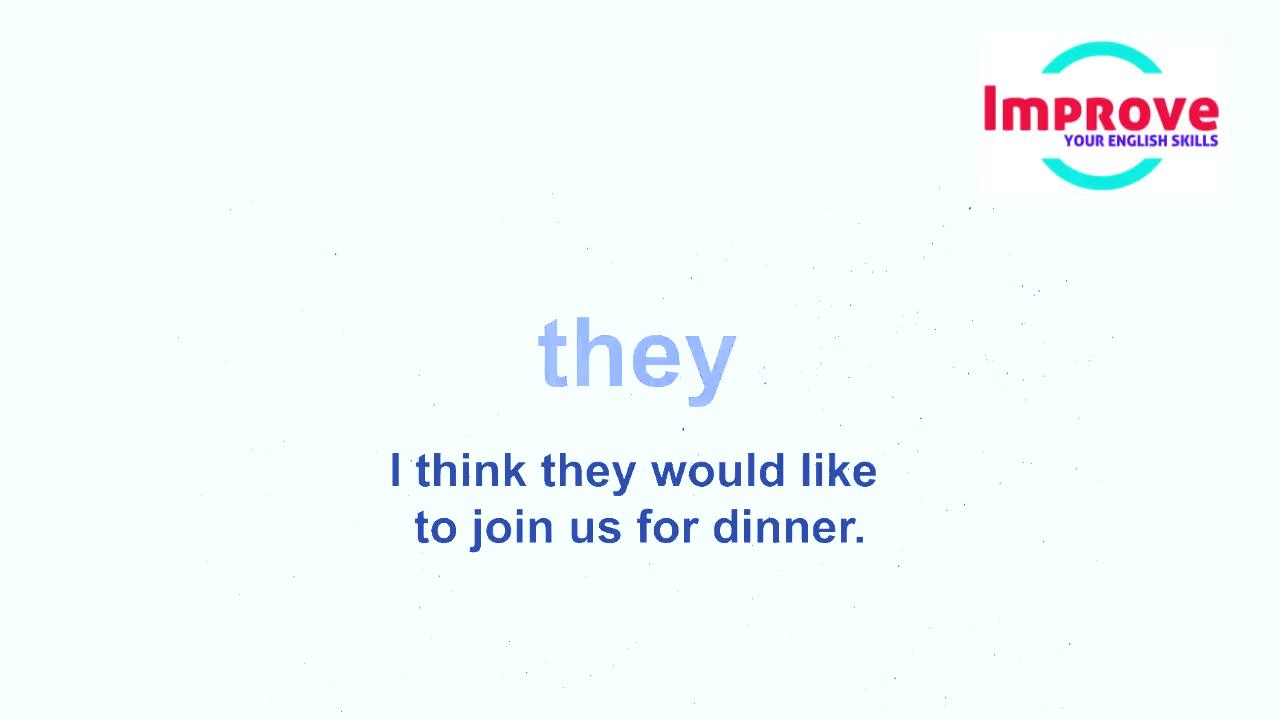 Improve
YOUR ENGLISH SKILLS
they
I think they would like
to join us for dinner.